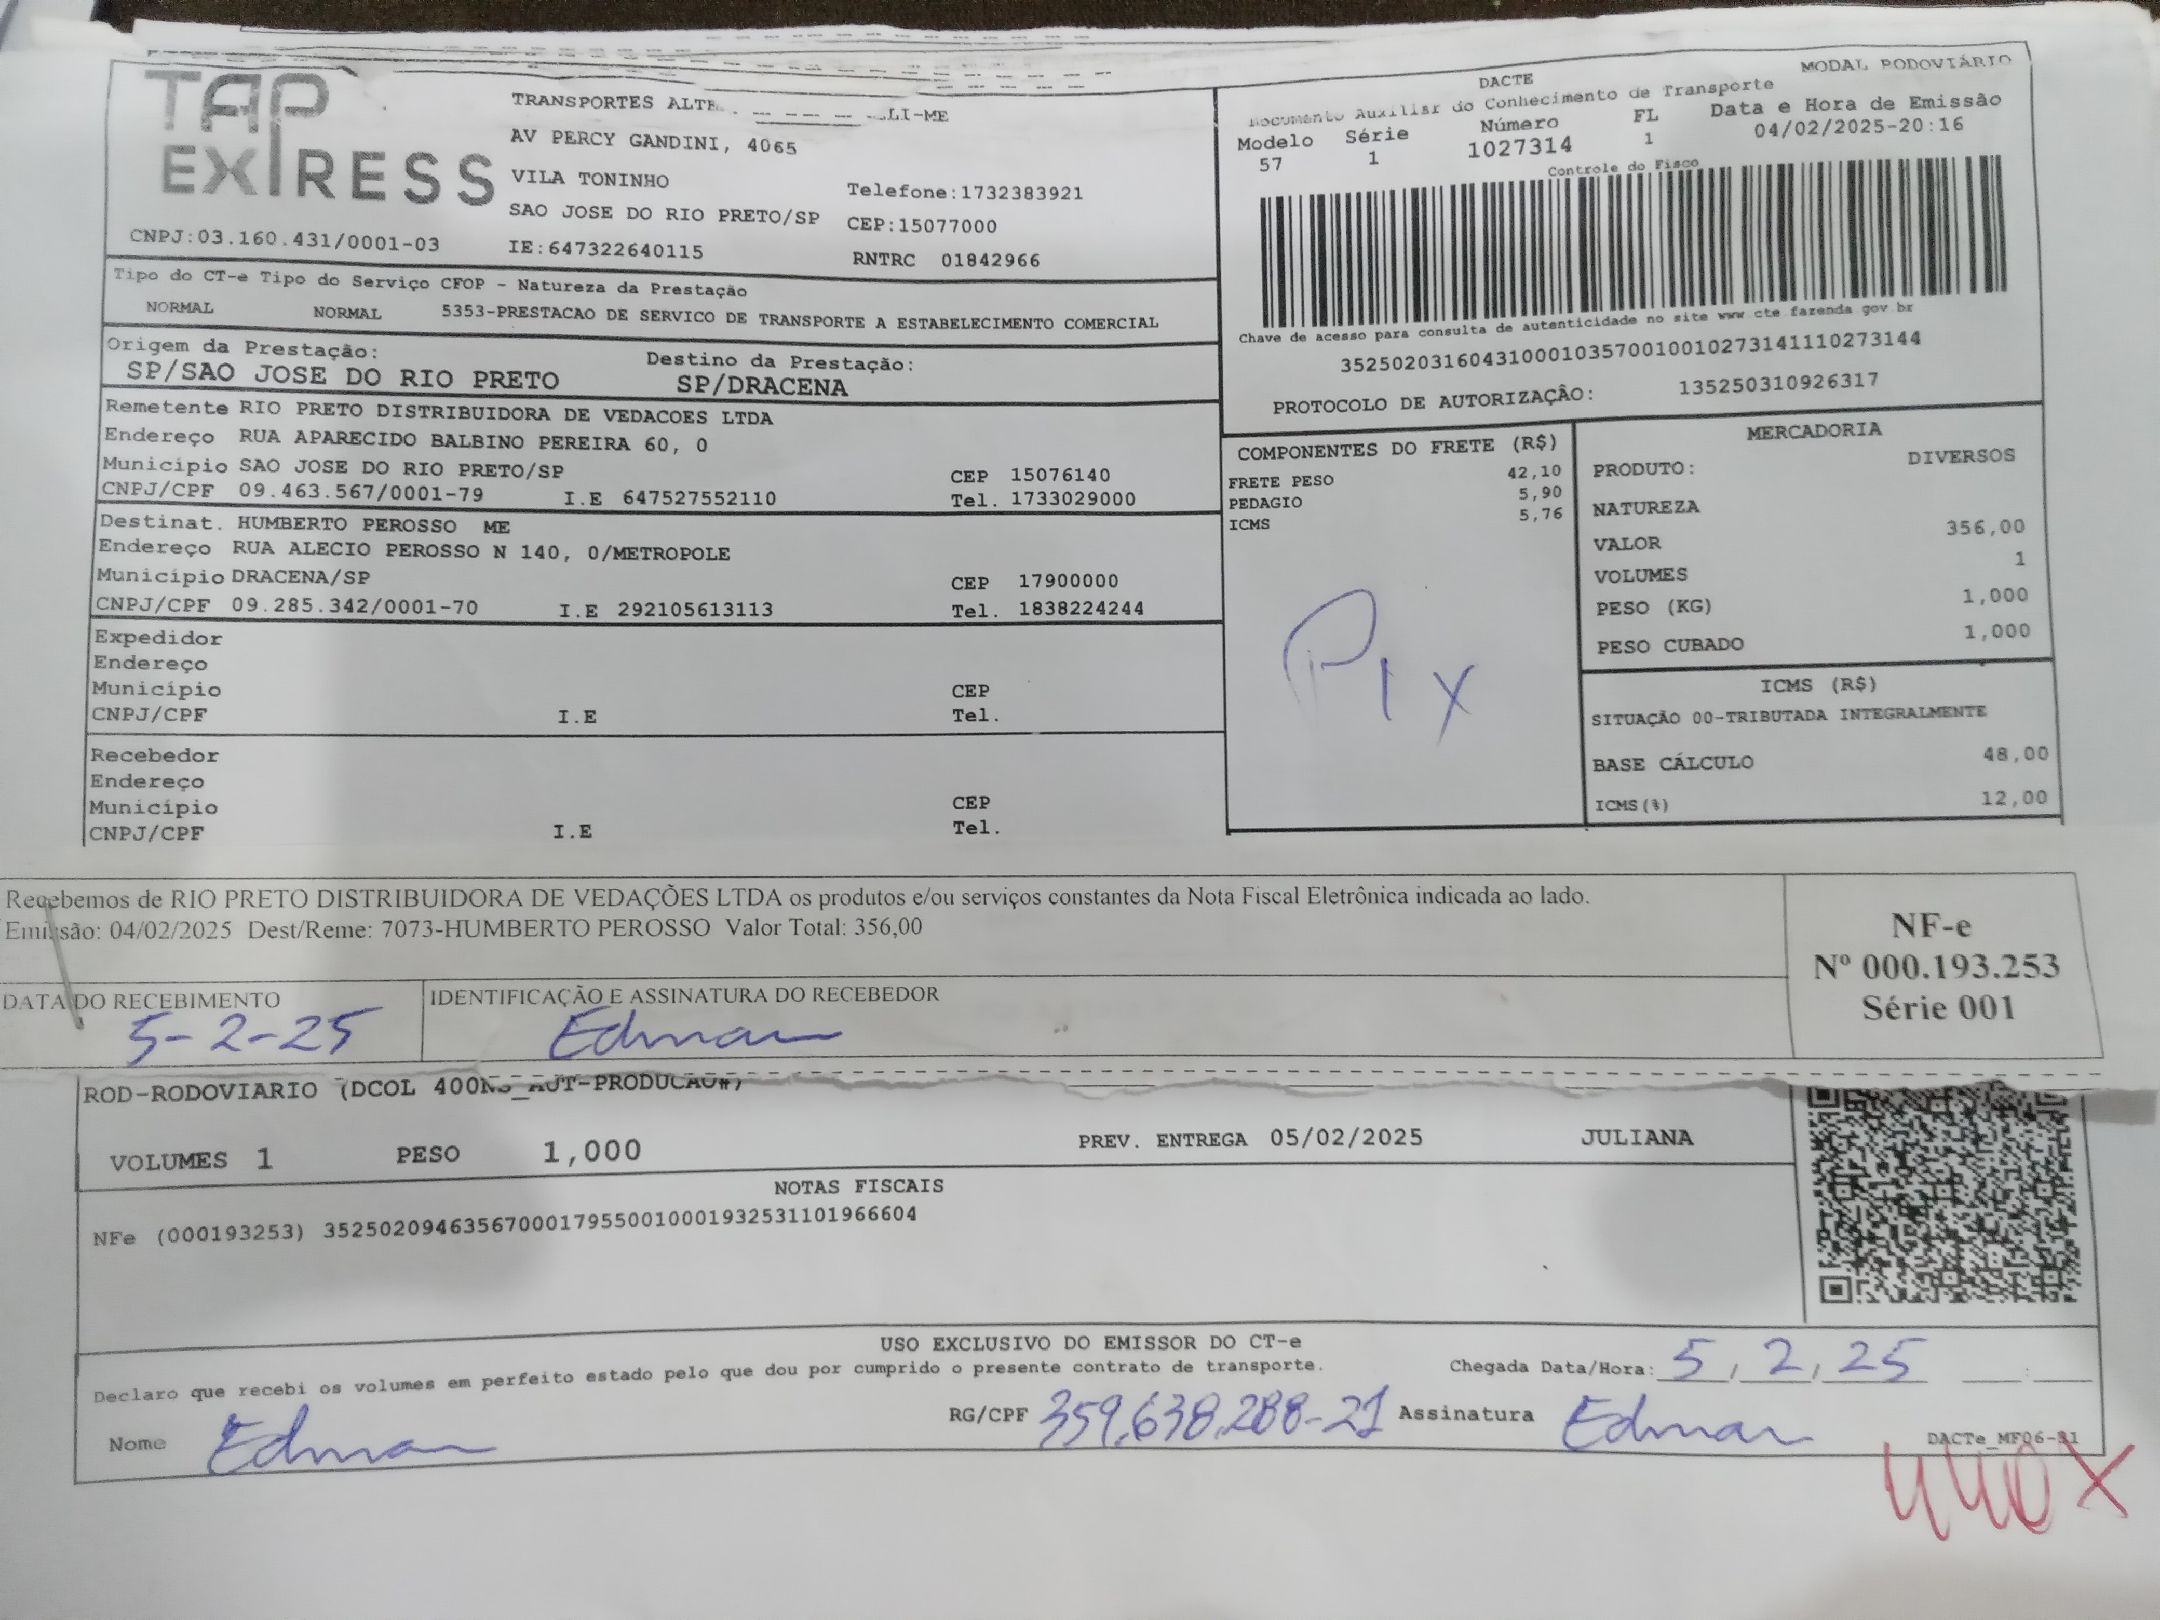 TAP
EXPRESS
TRANSPORTES ALTE LI-ME
AV PERCY GANDINI, 4065
VILA TONINHO
Telefone:1732383921
SAO JOSE DO RIO PRETO/SP CEP:15077000
CNPJ:03.160.431/0001-03 IE:647322640115 RNTRC 01842966
MODAL RODOVIÁRIO
DACTE
Documento Auxiliar do Conhecimento de Transporte
Modelo Série Número FL Data e Hora de Emissão
57 1 1027314 1 04/02/2025-20:16
Controle do Fisco
Chave de acesso para consulta de autenticidade no site www cte fazenda gov br
35250203160431000103570010010273141110273144
PROTOCOLO DE AUTORIZAÇÂO: 135250310926317
Tipo do CT-e Tipo do Serviço CFOP - Natureza da Prestação
NORMAL NORMAL 5353-PRESTACAO DE SERVICO DE TRANSPORTE A ESTABELECIMENTO COMERCIAL
Origem da Prestação: Destino da Prestação:
SP/SAO JOSE DO RIO PRETO SP/DRACENA
Remetente RIO PRETO DISTRIBUIDORA DE VEDACOES LTDA
Endereço RUA APARECIDO BALBINO PEREIRA 60, 0
Município SAO JOSE DO RIO PRETO/SP CEP 15076140
CNPJ/CPF 09.463.567/0001-79 I.E 647527552110 Tel. 1733029000
Destinat. HUMBERTO PEROSSO ME
Endereço RUA ALECIO PEROSSO N 140, 0/METROPOLE
Município DRACENA/SP CEP 17900000
CNPJ/CPF 09.285.342/0001-70 I.E 292105613113 Tel. 1838224244
Expedidor
Endereço
Município CEP
CNPJ/CPF I.E Tel.
Recebedor
Endereço
Município CEP
CNPJ/CPF I.E Tel.
COMPONENTES DO FRETE (R$)
FRETE PESO 42,10
PEDAGIO 5,90
ICMS 5,76
Pix
MERCADORIA
PRODUTO: DIVERSOS
NATUREZA
VALOR 356,00
VOLUMES 1
PESO (KG) 1,000
PESO CUBADO 1,000
ICMS (R$)
SITUAÇÃO 00-TRIBUTADA INTEGRALMENTE
BASE CÁLCULO 48,00
ICMS(%) 12,00
Recebemos de RIO PRETO DISTRIBUIDORA DE VEDAÇÕES LTDA os produtos e/ou serviços constantes da Nota Fiscal Eletrônica indicada ao lado.
Emissão: 04/02/2025 Dest/Reme: 7073-HUMBERTO PEROSSO Valor Total: 356,00
NF-e
Nº 000.193.253
Série 001
DATA DO RECEBIMENTO IDENTIFICAÇÃO E ASSINATURA DO RECEBEDOR
5-2-25 Edmar
ROD-RODOVIARIO (DCOL 400NS_AUT-PRODUCAO#)
VOLUMES 1 PESO 1,000 PREV. ENTREGA 05/02/2025 JULIANA
NOTAS FISCAIS
NFe (000193253) 35250209463567000179550010001932531101966604
USO EXCLUSIVO DO EMISSOR DO CT-e
Declaro que recebi os volumes em perfeito estado pelo que dou por cumprido o presente contrato de transporte. Chegada Data/Hora: 5, 2, 25 :
Nome Edmar RG/CPF 359.638.288-21 Assinatura Edmar
DACTe_MF06-81
440 X